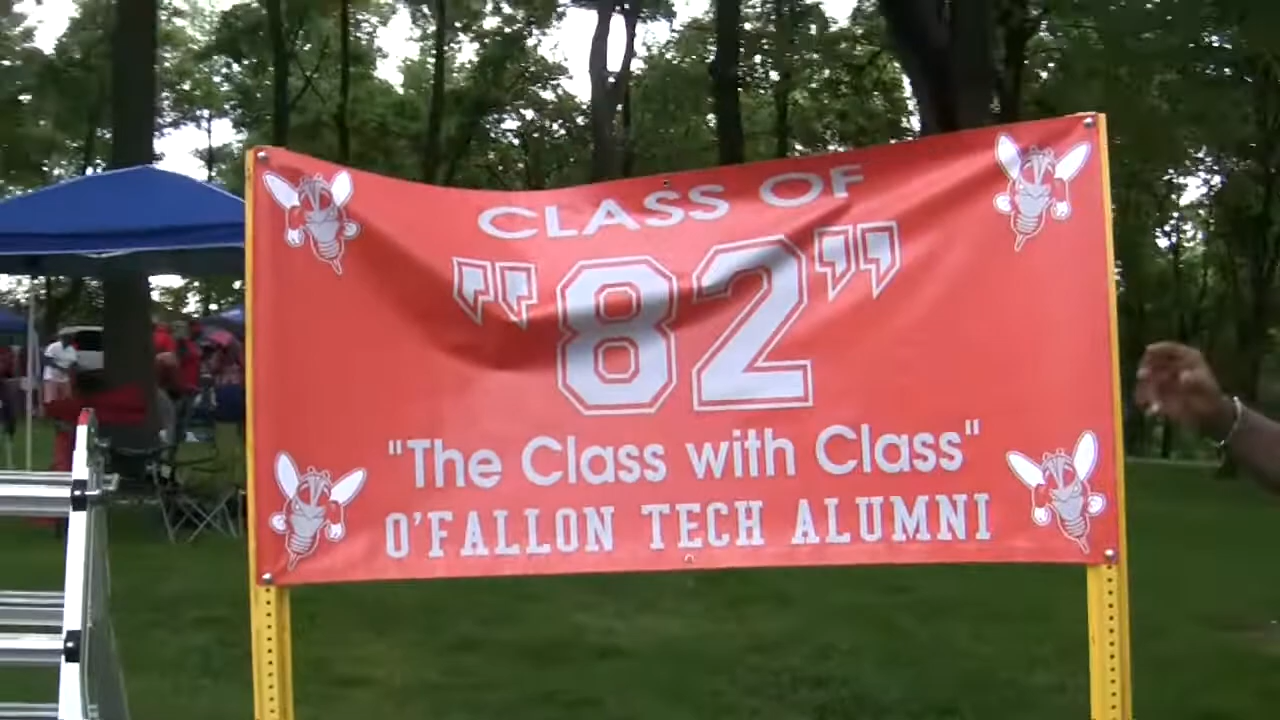 CLASS OF
"82"
"The Class with Class"
O'FALLON TECH ALUMNI